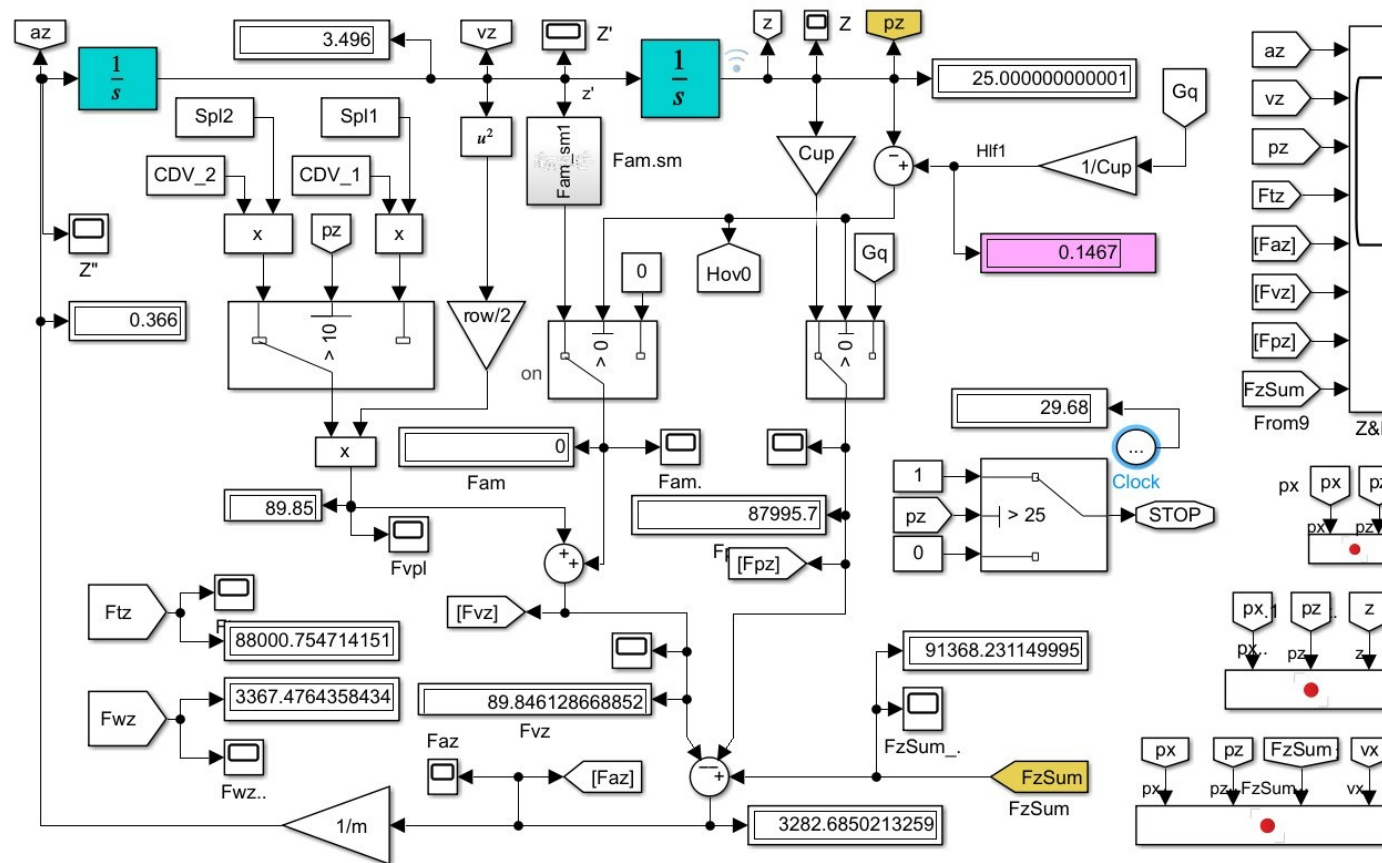 az
3.496
vz
Z'
z
Z
pz
az
1
s
z'
1
s
25.000000000001
Gq
vz
Spl2
Spl1
u²
Fam_sm1
Fam.sm
Cup
−
+
Hlf1
1/Cup
pz
CDV_2
CDV_1
Ftz
x
pz
x
Gq
0.1467
[Faz]
Z"
0
Hov0
[Fvz]
0.366
> 10
row/2
> 0
> 0
[Fpz]
on
FzSum
29.68
From9
x
0
...
Fam
Fam.
1
Clock
px
px
89.85
87995.7
pz
> 25
STOP
px
pz
Fvpl
+
+
[Fpz]
0
Ftz
[Fvz]
px
pz
z
88000.754714151
91368.231149995
px..
pz
z
3367.4764358434
89.846128668852
Fwz
Fvz
FzSum_.
Faz
px
pz
FzSum
vx
Fwz..
[Faz]
−
−
+
FzSum
px
pz
FzSum
vx
FzSum
1/m
3282.6850213259